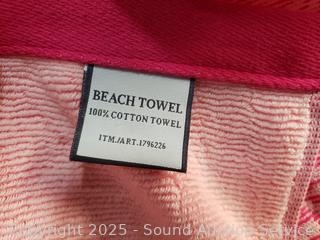 BEACH TOWEL
100% COTTON TOWEL
ITM./ART.1796226
Copyright 2025 - Sound Auction Service